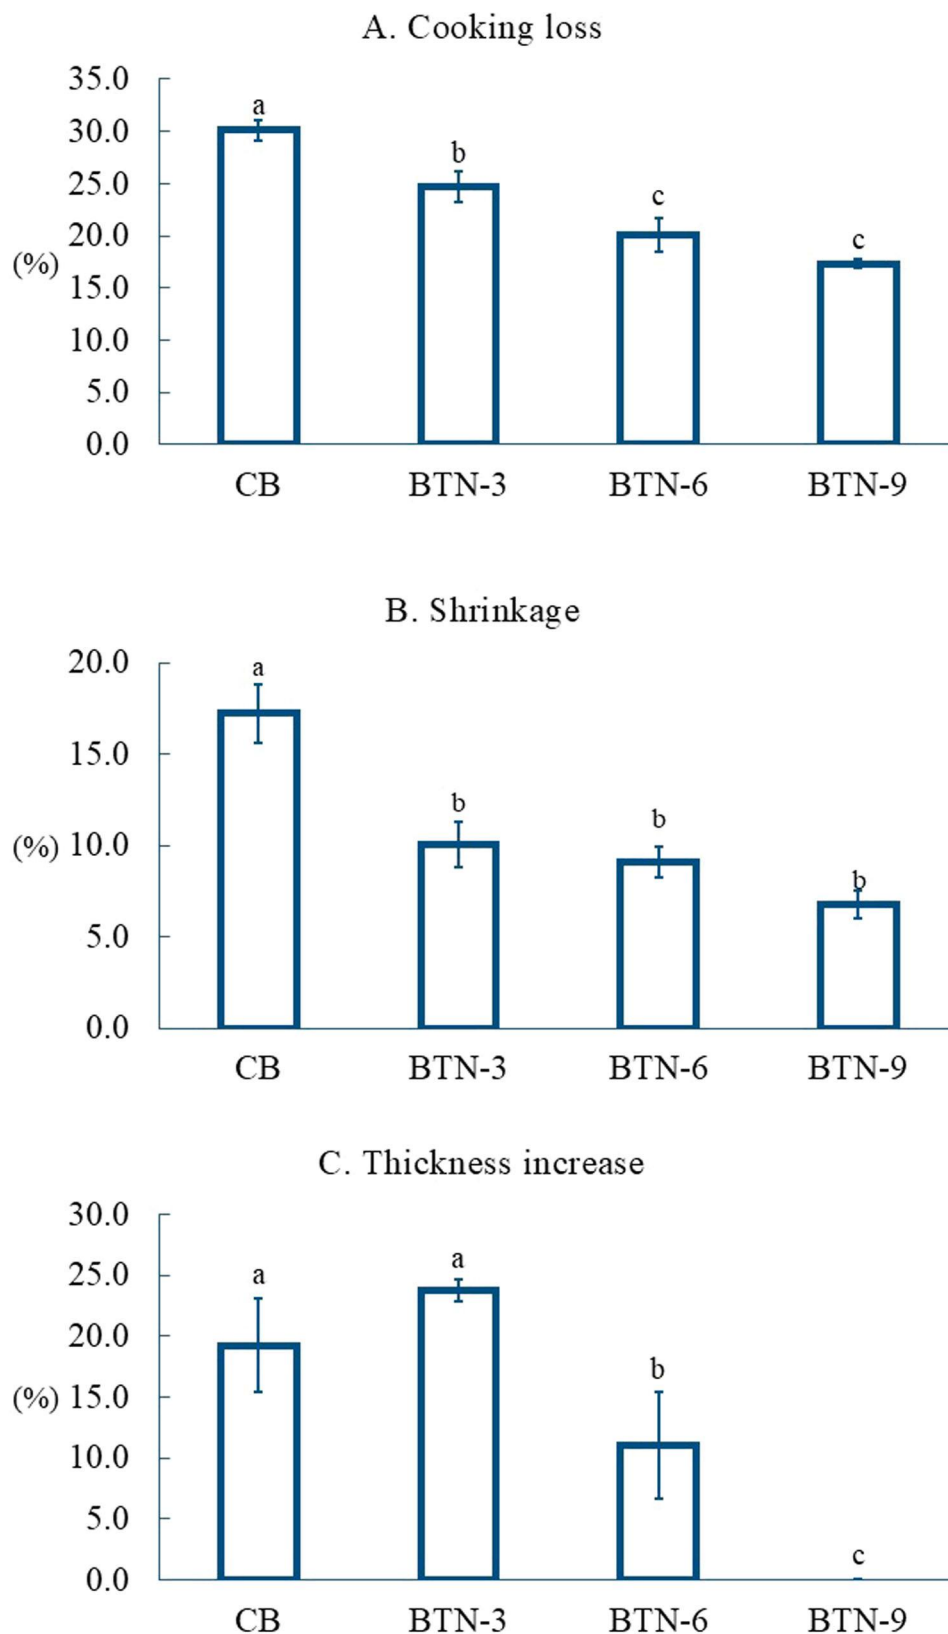 A. Cooking loss
35.0
a
30.0
b
25.0
c
20.0
c
(%)
15.0
10.0
5.0
0.0
CB BTN-3 BTN-6 BTN-9
B. Shrinkage
20.0
a
15.0
b
b
(%) 10.0
b
5.0
0.0
CB BTN-3 BTN-6 BTN-9
C. Thickness increase
30.0
a
a
25.0
20.0
b
(%) 15.0
10.0
5.0
c
0.0
CB BTN-3 BTN-6 BTN-9